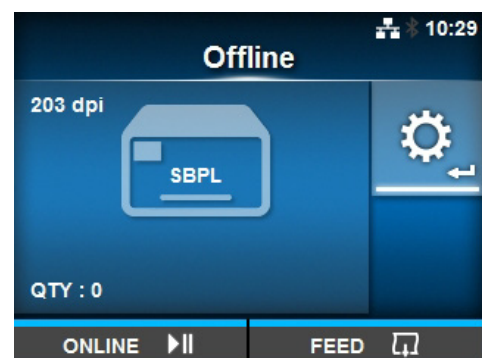 10:29
Offline
203 dpi
SBPL
QTY : 0
ONLINE FEED